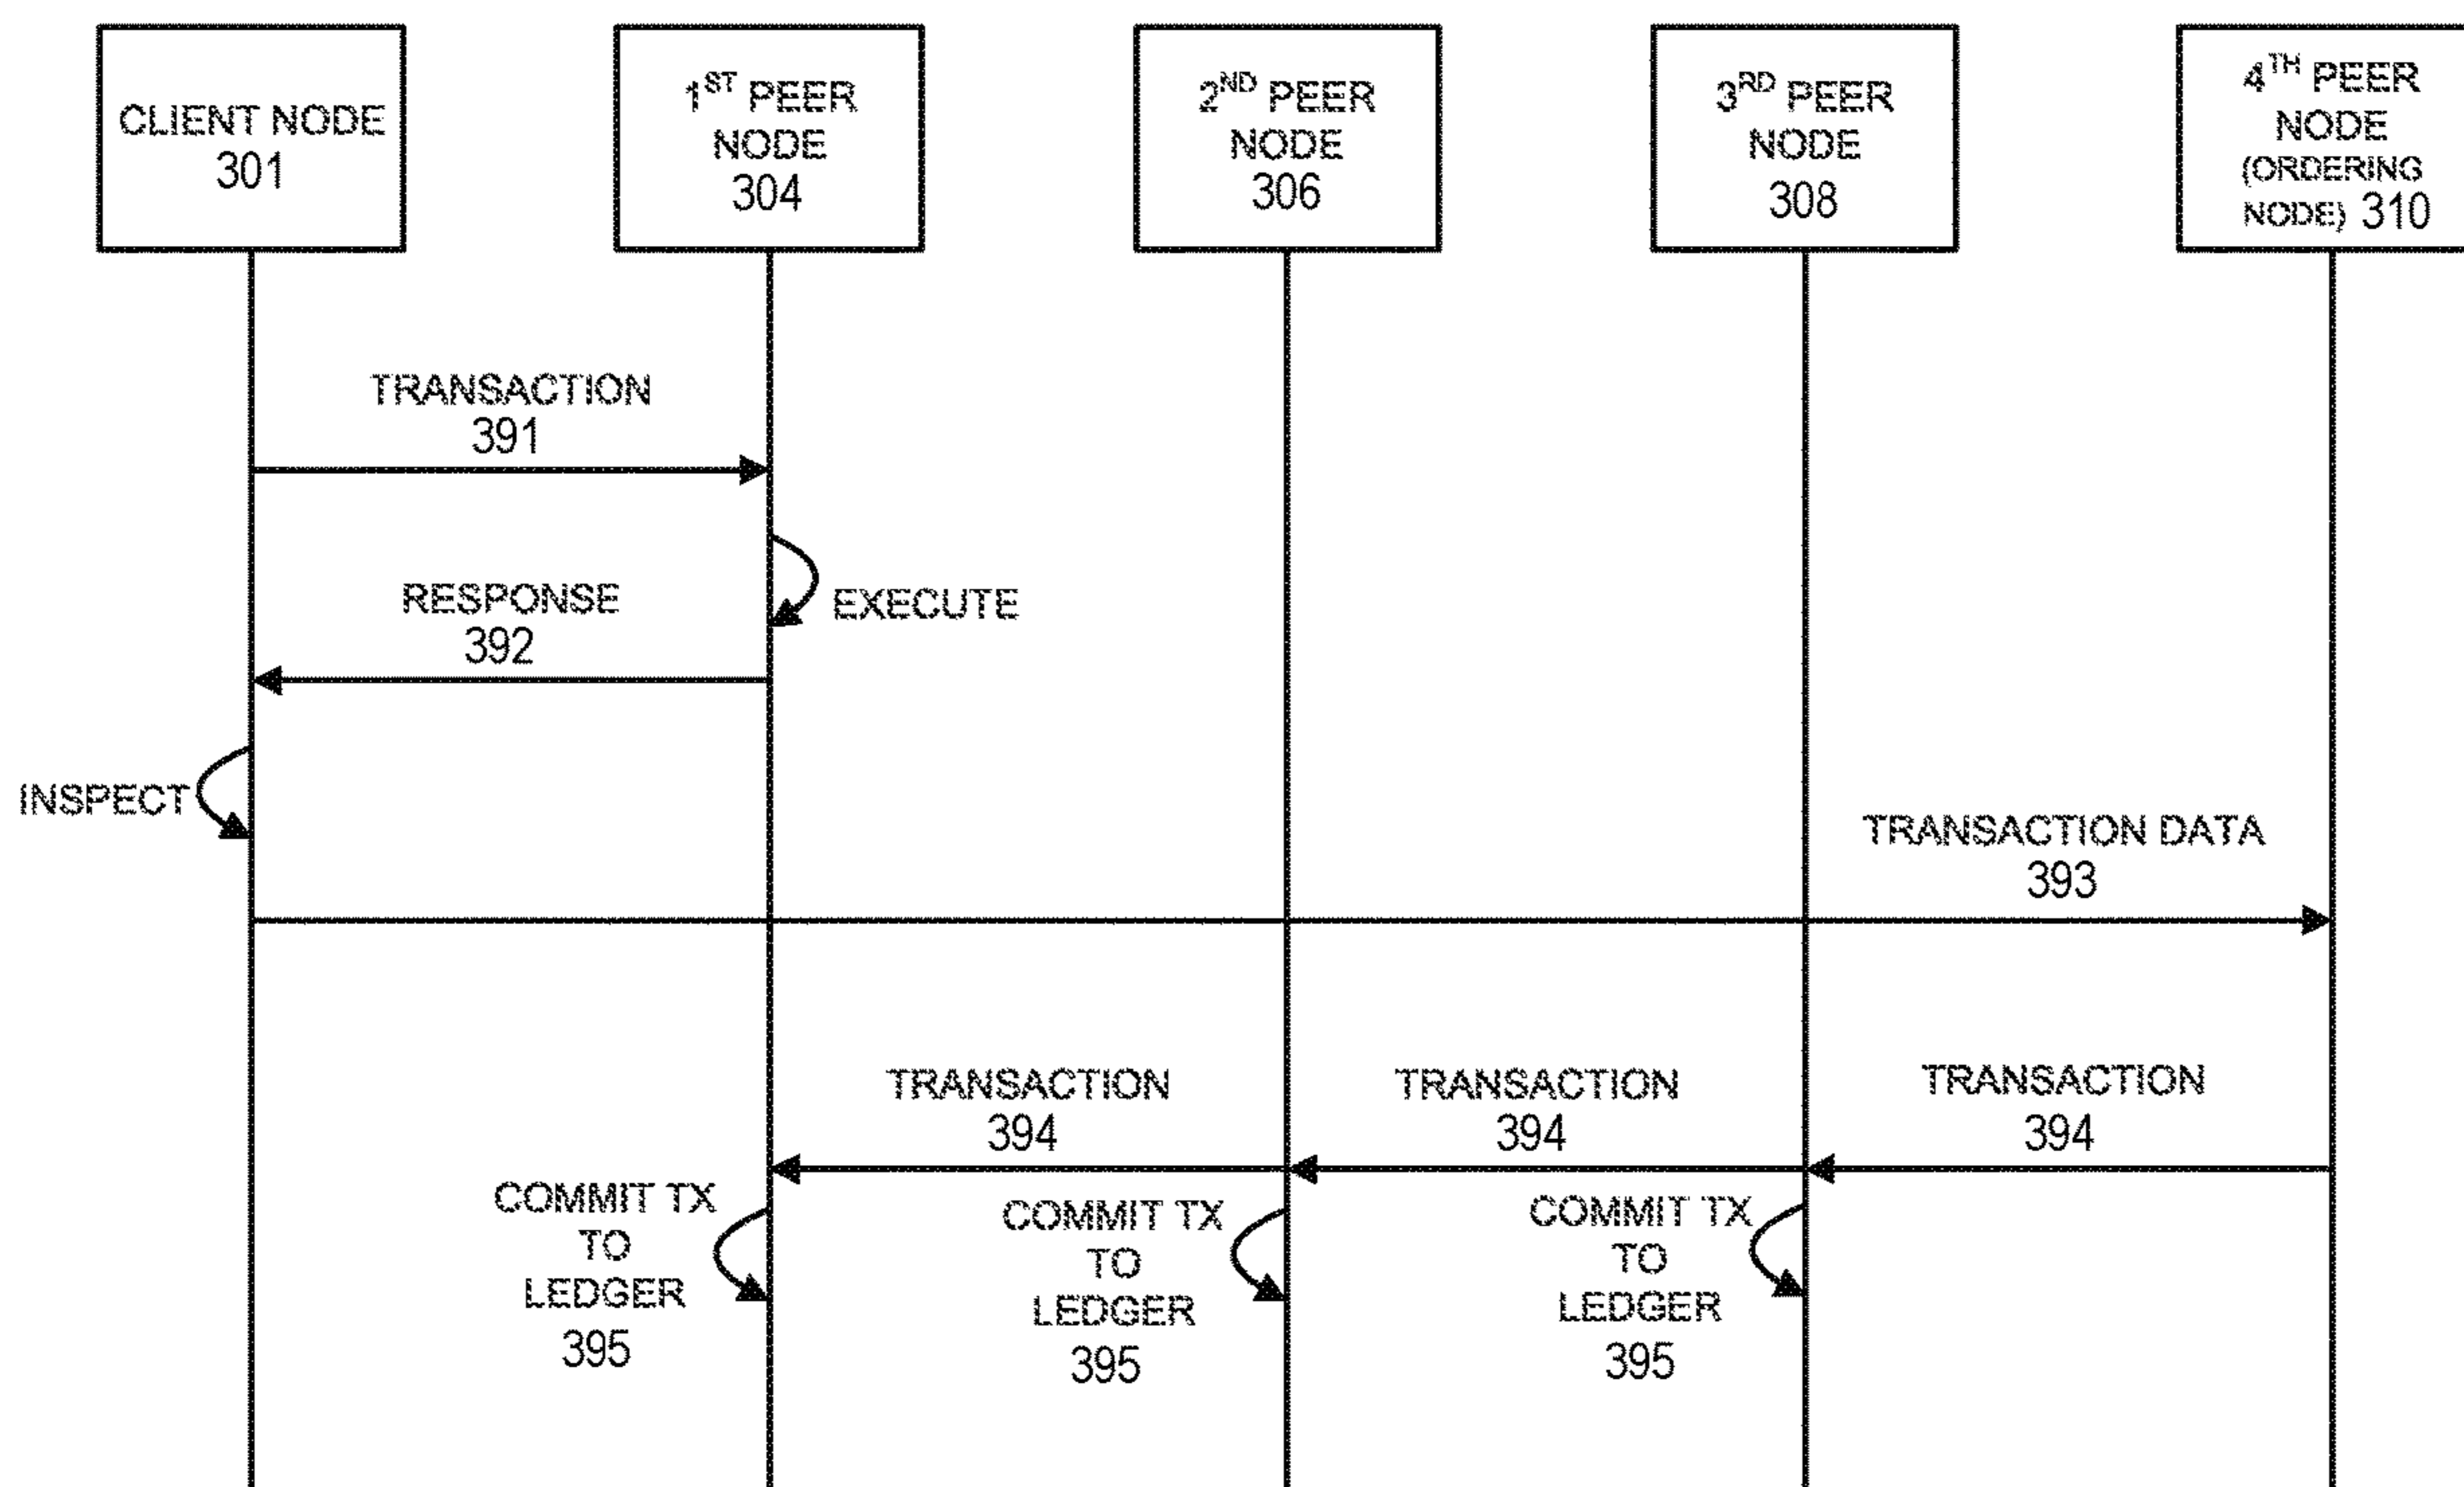 CLIENT NODE
301
1ST PEER
NODE
304
2ND PEER
NODE
306
3RD PEER
NODE
308
4TH PEER
NODE
(ORDERING
NODE) 310
TRANSACTION
391
EXECUTE
RESPONSE
392
INSPECT
TRANSACTION DATA
393
TRANSACTION
394
TRANSACTION
394
TRANSACTION
394
COMMIT TX
TO
LEDGER
395
COMMIT TX
TO
LEDGER
395
COMMIT TX
TO
LEDGER
395